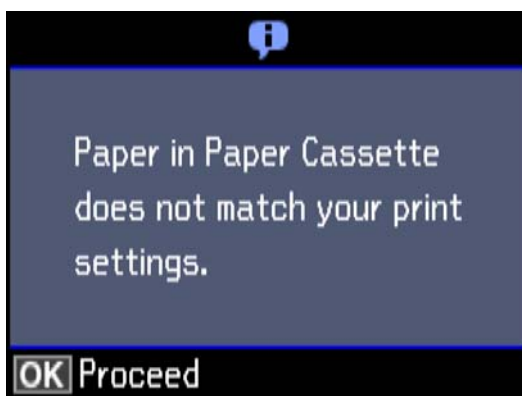 Paper in Paper Cassette
does not match your print
settings.
OK Proceed